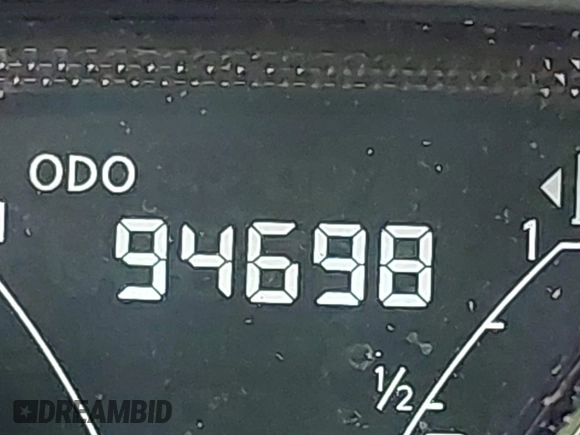 ODO
94698
1
1/2
DREAMBID